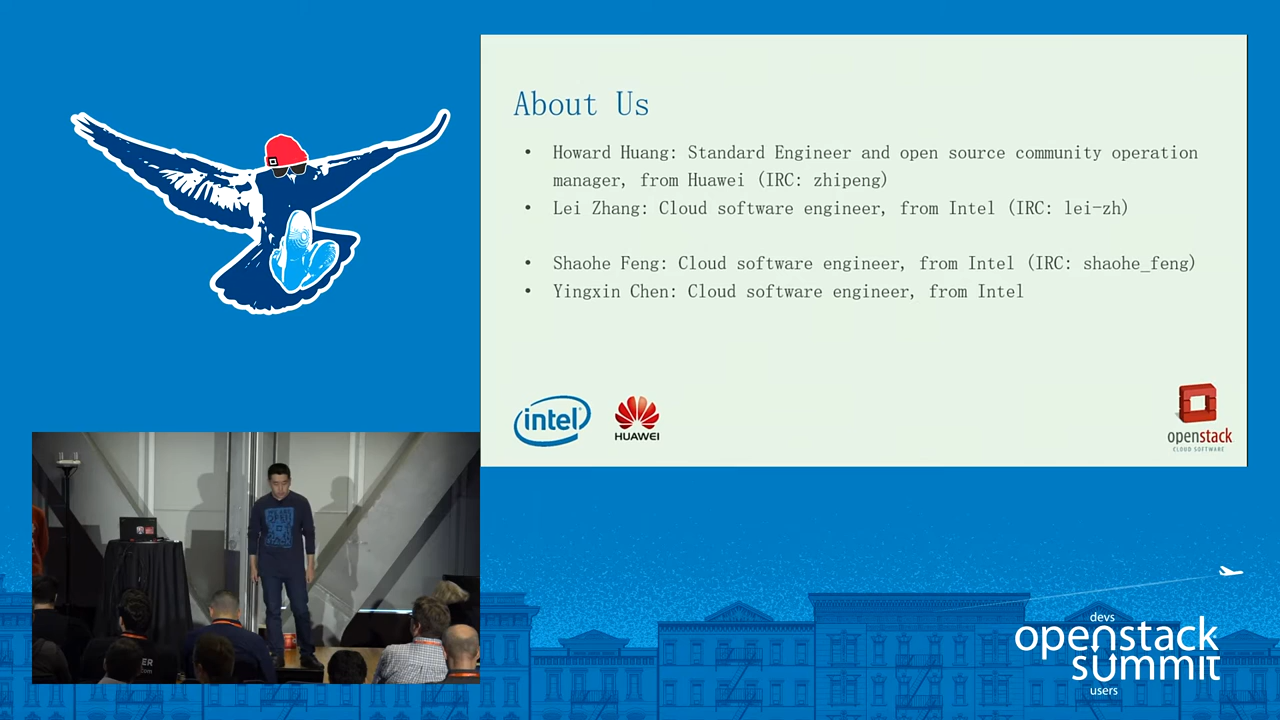 About Us
• Howard Huang: Standard Engineer and open source community operation
manager, from Huawei (IRC: zhipeng)
• Lei Zhang: Cloud software engineer, from Intel (IRC: lei-zh)
• Shaohe Feng: Cloud software engineer, from Intel (IRC: shaohe_feng)
• Yingxin Chen: Cloud software engineer, from Intel
intel
HUAWEI
openstack
CLOUD SOFTWARE
devs
openstack
summit
users